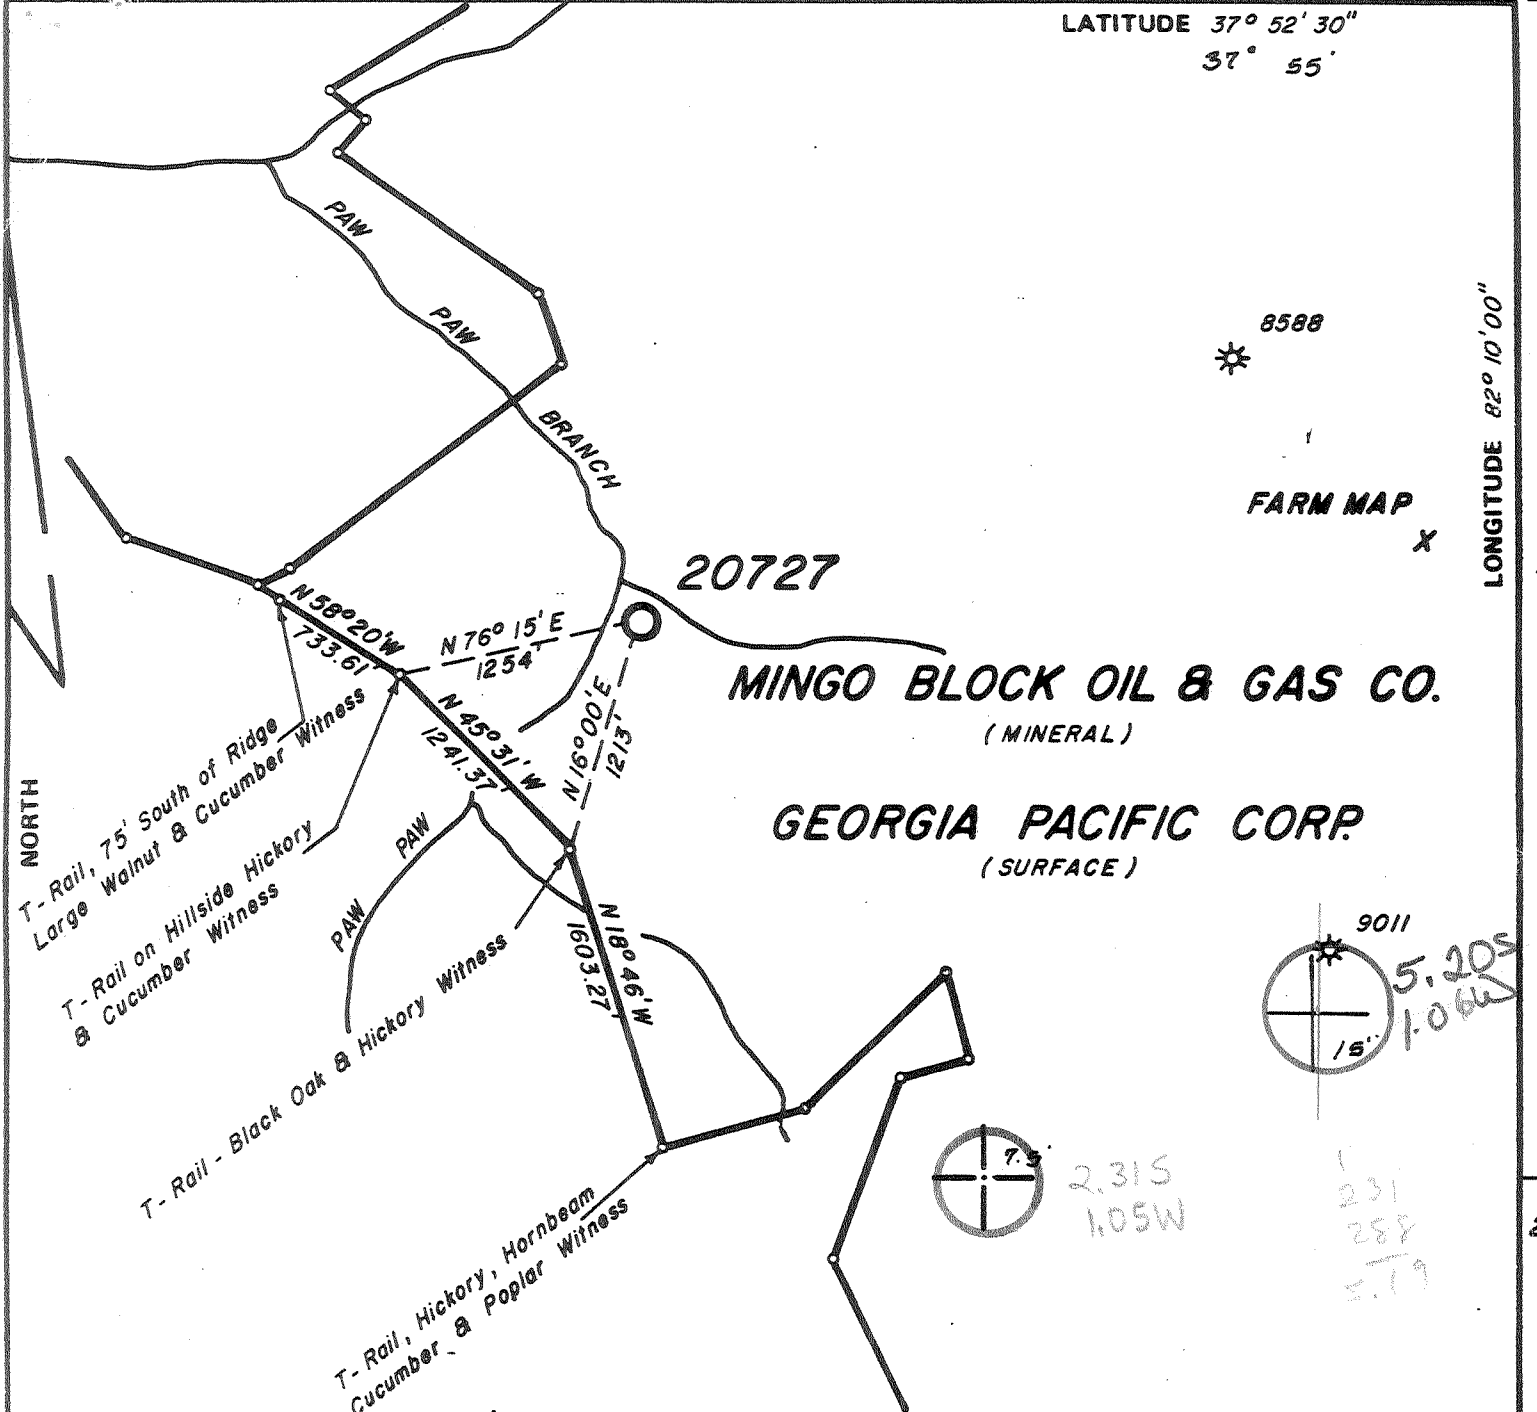 LATITUDE 37° 52' 30"
37° 55'
PAW
PAW
BRANCH
8588
LONGITUDE 82° 10' 00"
FARM MAP
X
20727
N 58° 20' W
733.61'
N 76° 15' E
1254'
MINGO BLOCK OIL & GAS CO.
(MINERAL)
N 45° 31' W
1241.37'
N 16° 00' E
1213'
GEORGIA PACIFIC CORP.
(SURFACE)
NORTH
T-Rail, 75' South of Ridge
Large Walnut & Cucumber Witness
T-Rail on Hillside Hickory
& Cucumber Witness
PAW
PAW
T-Rail - Black Oak & Hickory Witness
N 18° 46' W
1603.27'
9011
5.20S
1.06W
15'
7.5'
2.31S
1.05W
231
288
5.19
T-Rail, Hickory, Hornbeam
Cucumber & Poplar Witness